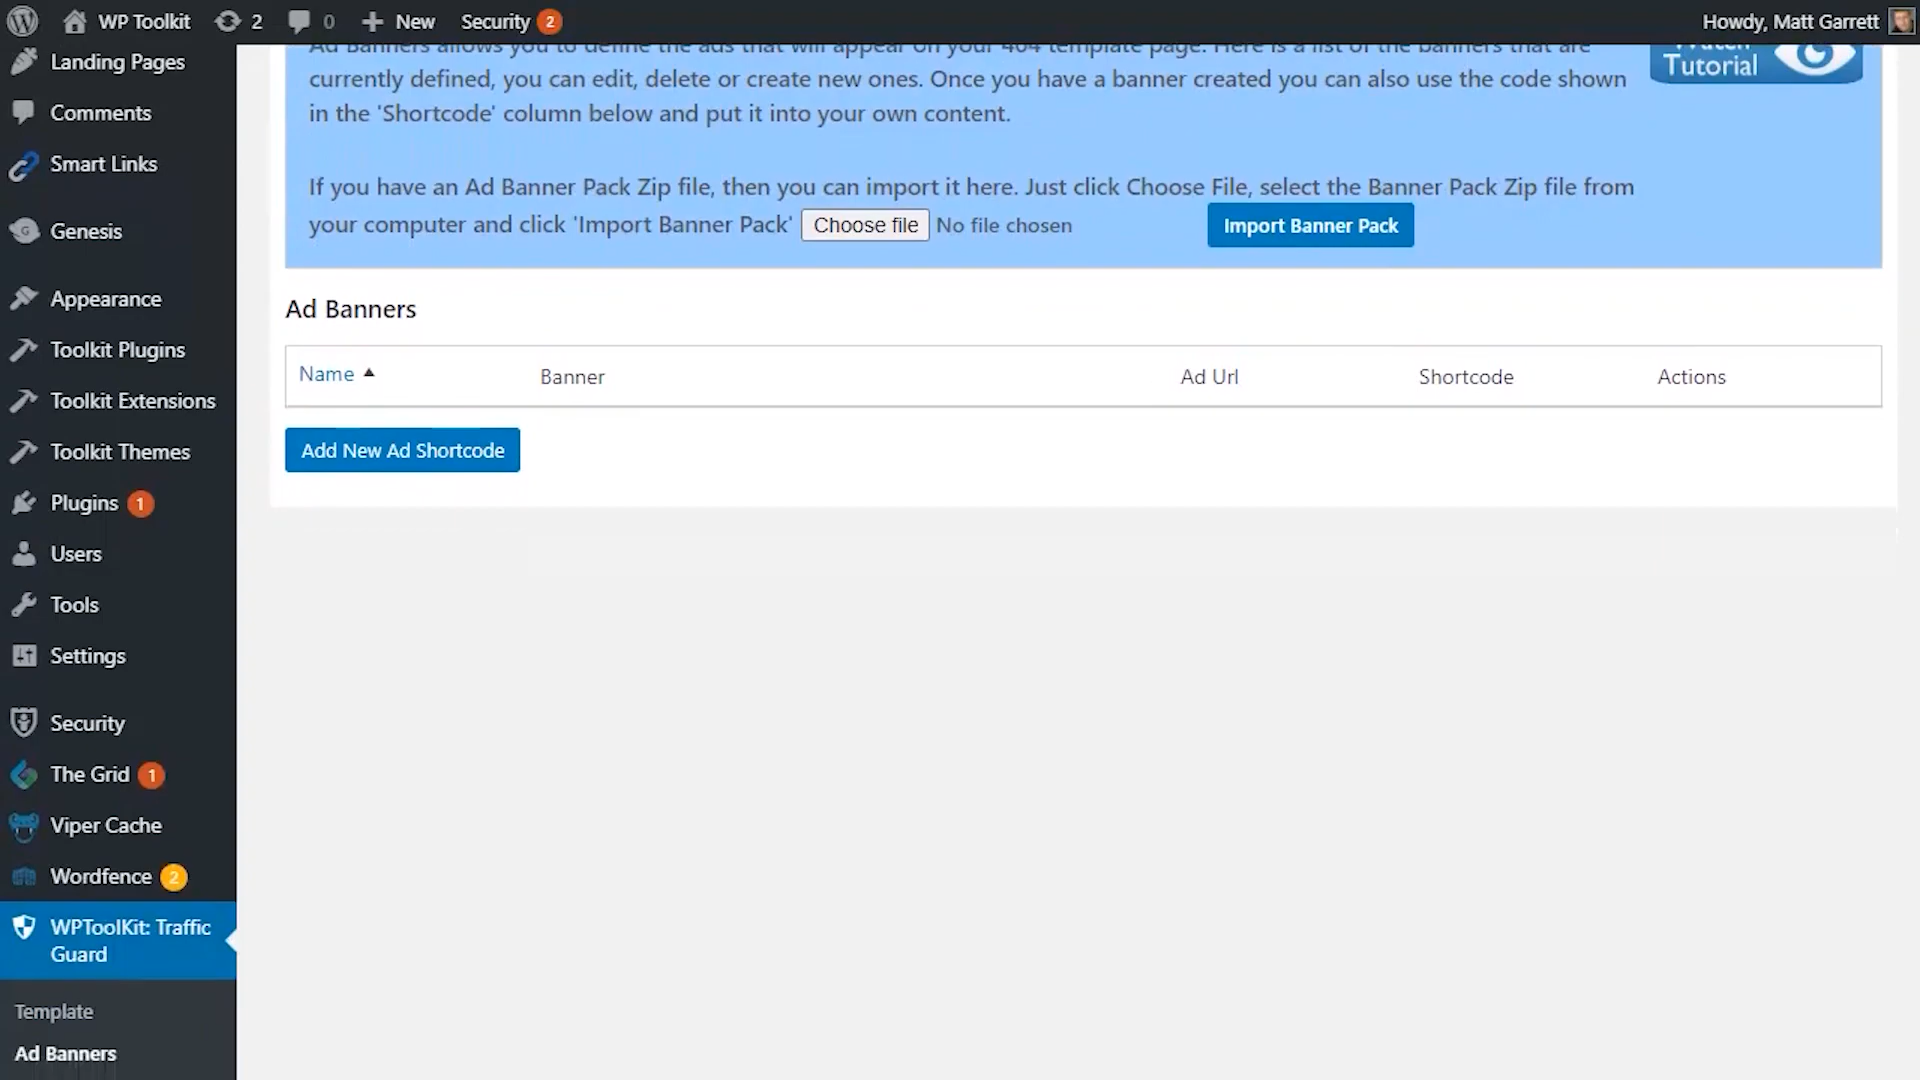 WP Toolkit
2
0
New
Security 2
Howdy, Matt Garrett
Landing Pages
Comments
Smart Links
Genesis
Appearance
Toolkit Plugins
Toolkit Extensions
Toolkit Themes
Plugins 1
Users
Tools
Settings
Security
The Grid 1
Viper Cache
Wordfence 2
WPToolKit: Traffic
Guard
Template
Ad Banners
Ad Banners allows you to define the ads that will appear on your 404 template page. Here is a list of the banners that are
currently defined, you can edit, delete or create new ones. Once you have a banner created you can also use the code shown
in the 'Shortcode' column below and put it into your own content.
Watch
Tutorial
If you have an Ad Banner Pack Zip file, then you can import it here. Just click Choose File, select the Banner Pack Zip file from
your computer and click 'Import Banner Pack' Choose file No file chosen Import Banner Pack
Ad Banners
Name Banner Ad Url Shortcode Actions
Add New Ad Shortcode